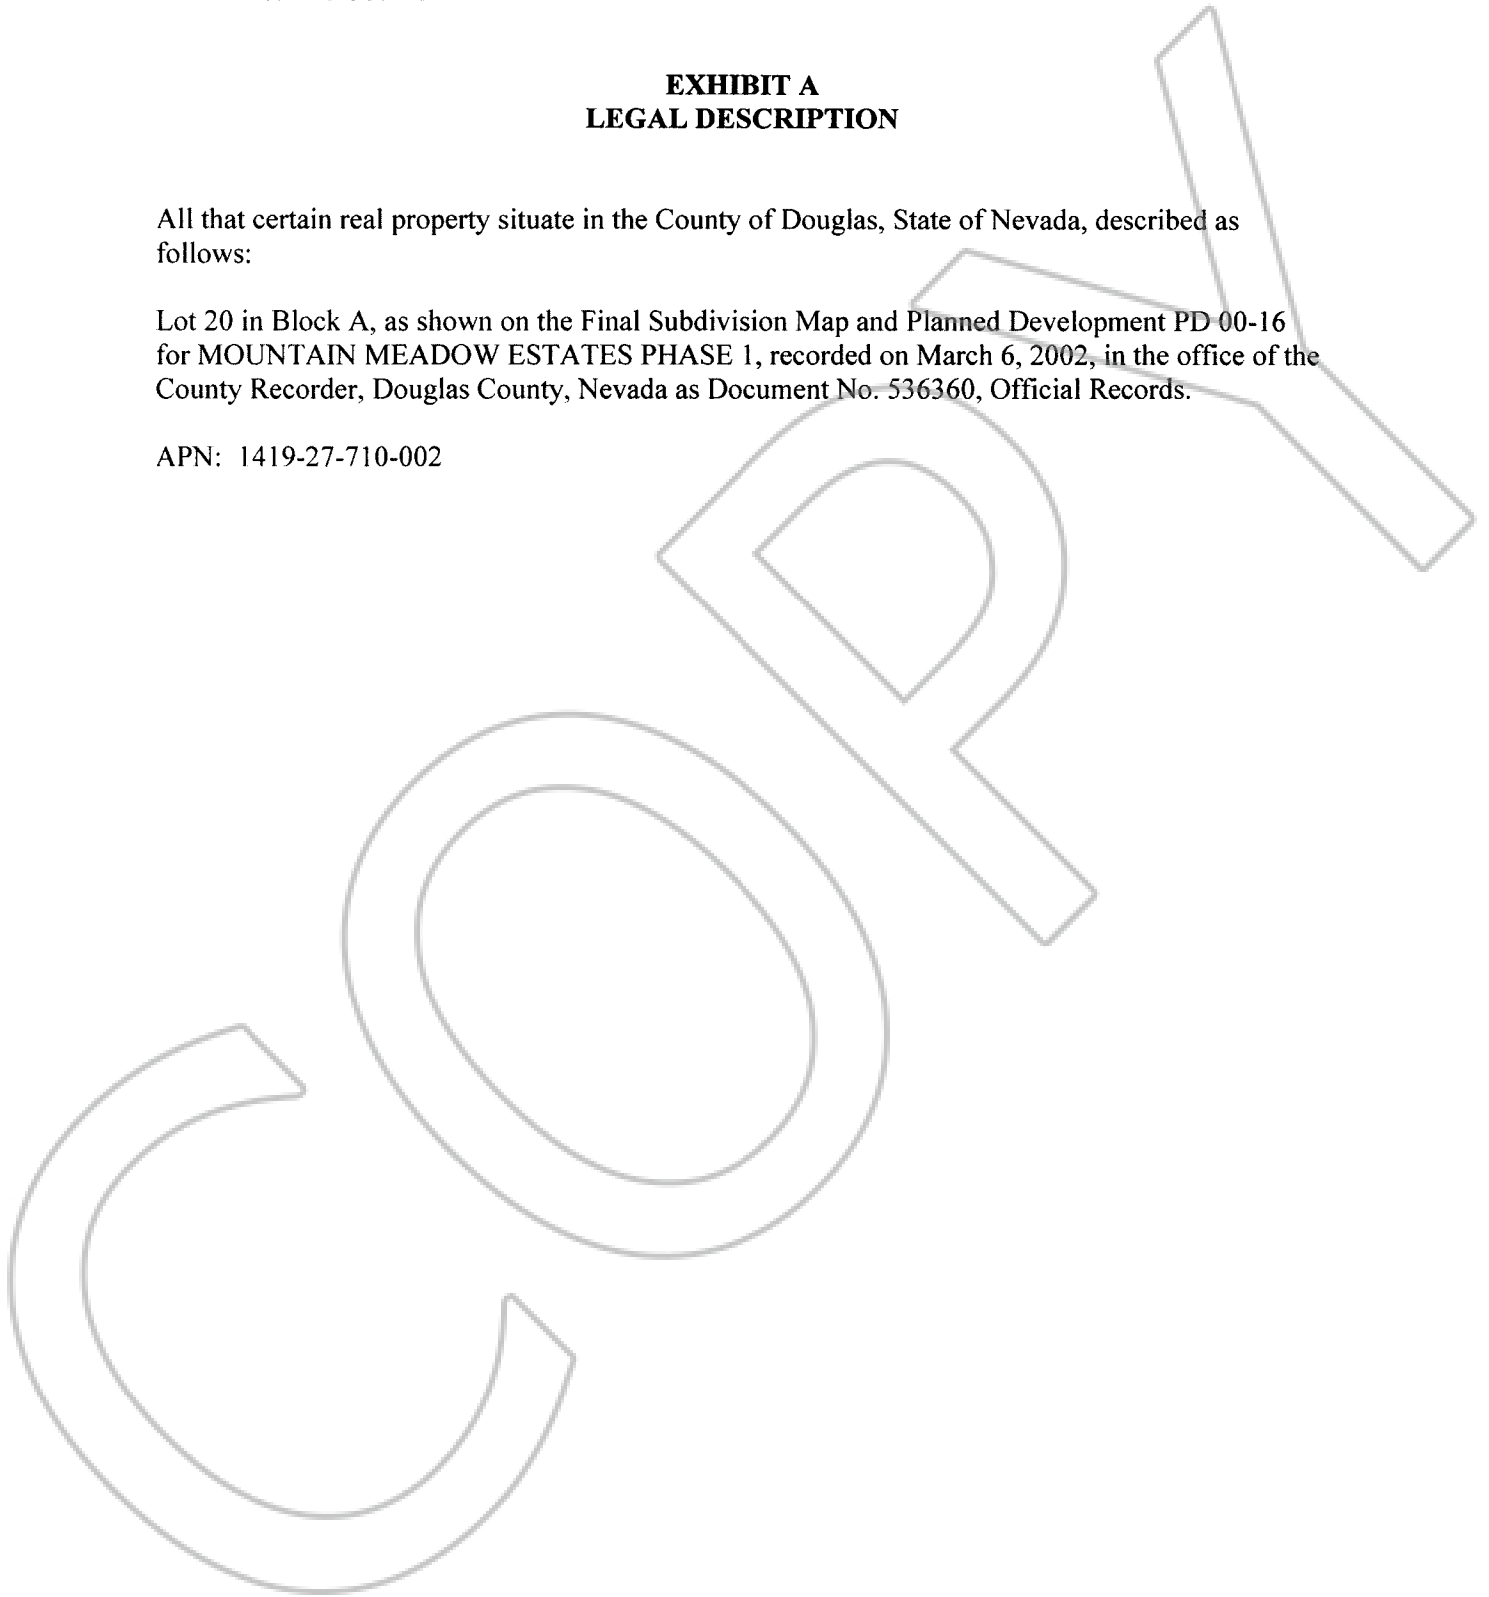 EXHIBIT A
LEGAL DESCRIPTION
All that certain real property situate in the County of Douglas, State of Nevada, described as
follows:
Lot 20 in Block A, as shown on the Final Subdivision Map and Planned Development PD 00-16
for MOUNTAIN MEADOW ESTATES PHASE 1, recorded on March 6, 2002, in the office of the
County Recorder, Douglas County, Nevada as Document No. 536360, Official Records.
APN: 1419-27-710-002
COPY